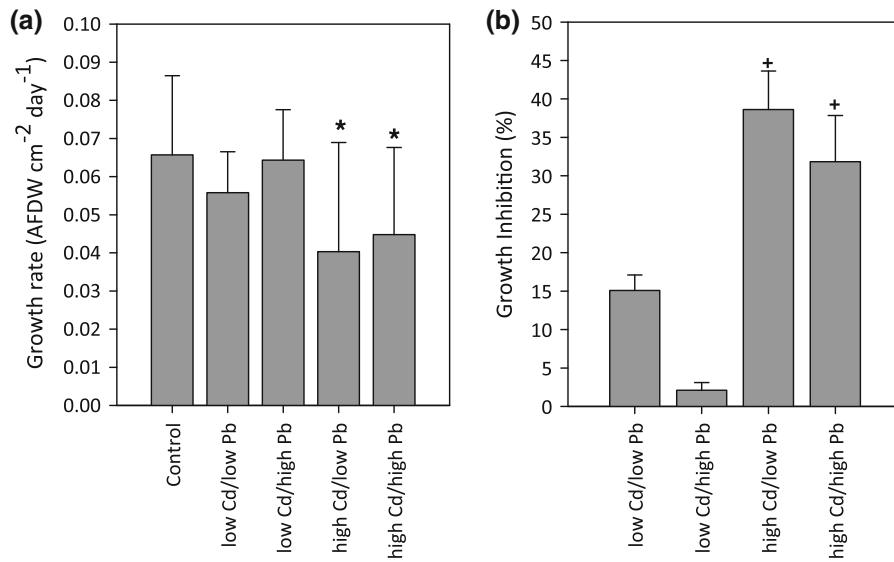 (a)
Growth rate (AFDW cm-2 day-1)
0.10
0.09
0.08
0.07
0.06
0.05
0.04
0.03
0.02
0.01
0.00
*
*
Control
low Cd/low Pb
low Cd/high Pb
high Cd/low Pb
high Cd/high Pb
(b)
Growth Inhibition (%)
50
45
40
35
30
25
20
15
10
5
0
+
+
low Cd/low Pb
low Cd/high Pb
high Cd/low Pb
high Cd/high Pb